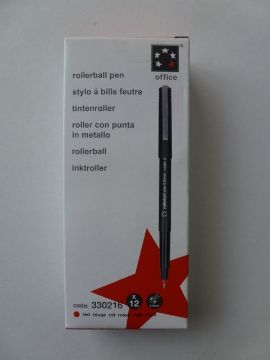 office
rollerball pen
stylo à bille feutre
tintenroller
roller con punta
in metallo
rollerball
inktroller
code: 330216
x
12
red rouge rot rosso